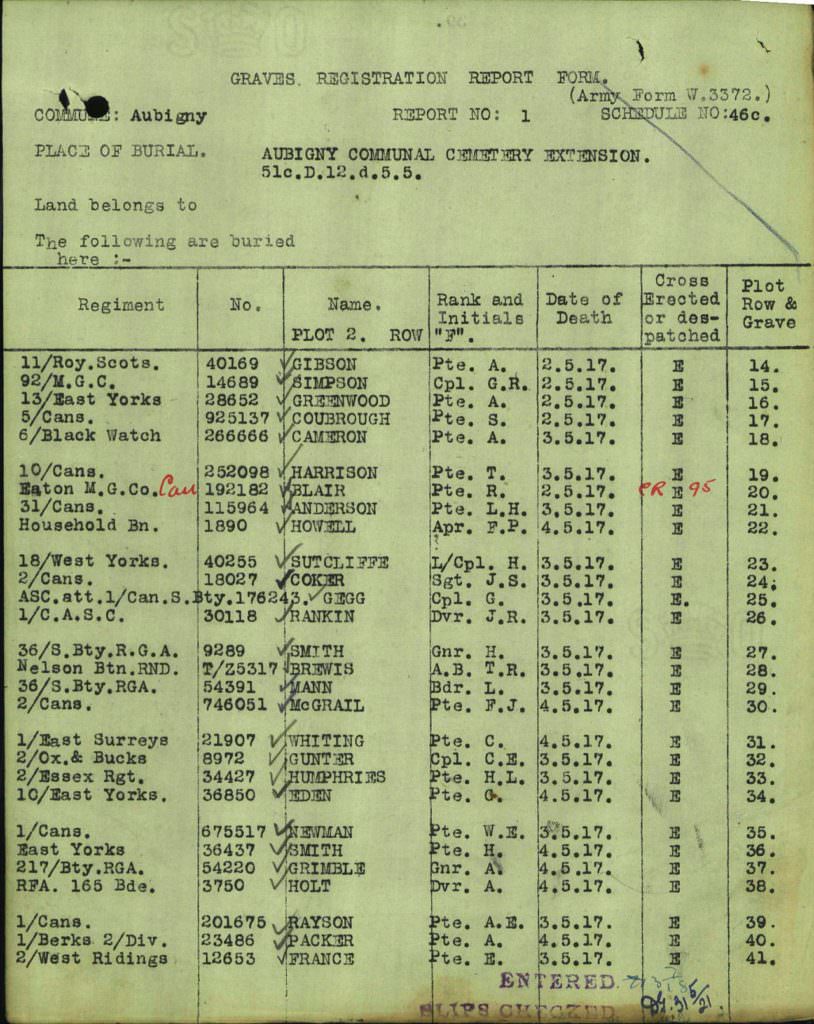 GRAVES. REGISTRATION REPORT FORM.
(Army Form W.3372.)
COMMUNE: Aubigny REPORT NO: 1 SCHEDULE NO:46c.
PLACE OF BURIAL. AUBIGNY COMMUNAL CEMETERY EXTENSION.
51c.D.12.d.5.5.
Land belongs to
The following are buried
here :-
Regiment No. Name. Rank and Initials Date of Death Cross Erected or des-patched Plot Row & Grave
PLOT 2. ROW "F".
11/Roy.Scots. 40169 GIBSON Pte. A. 2.5.17. E 14.
92/M.G.C. 14689 SIMPSON Cpl. G.R. 2.5.17. E 15.
13/East Yorks 28652 GREENWOOD Pte. A. 2.5.17. E 16.
5/Cans. 925137 COUBROUGH Pte. S. 2.5.17. E 17.
6/Black Watch 266666 CAMERON Pte. A. 3.5.17. E 18.
10/Cans. 252098 HARRISON Pte. T. 3.5.17. E 19.
Eaton M.G.Co. Can 192182 BLAIR Pte. R. 2.5.17. CR E 95 20.
31/Cans. 115964 ANDERSON Pte. L.H. 3.5.17. E 21.
Household Bn. 1890 HOWELL Apr. F.P. 4.5.17. E 22.
18/West Yorks. 40255 SUTCLIFFE L/Cpl. H. 3.5.17. E 23.
2/Cans. 18027 COKER Sgt. J.S. 3.5.17. E 24.
ASC.att.1/Can.S.Bty.176243. GEGG Cpl. G. 3.5.17. E. 25.
1/C.A.S.C. 30118 RANKIN Dvr. J.R. 3.5.17. E 26.
36/S.Bty.R.G.A. 9289 SMITH Gnr. H. 3.5.17. E 27.
Nelson Btn.RND. T/Z5317 BREWIS A.B. T.R. 3.5.17. E 28.
36/S.Bty.RGA. 54391 MANN Bdr. L. 3.5.17. E 29.
2/Cans. 746051 McGRAIL Pte. F.J. 4.5.17. E 30.
1/East Surreys 21907 WHITING Pte. C. 4.5.17. E 31.
2/Ox.& Bucks 8972 GUNTER Cpl. C.E. 3.5.17. E 32.
2/Essex Rgt. 34427 HUMPHRIES Pte. H.L. 3.5.17. E 33.
10/East Yorks. 36850 EDEN Pte. G. 4.5.17. E 34.
1/Cans. 675517 NEWMAN Pte. W.E. 3.5.17. E 35.
East Yorks 36437 SMITH Pte. H. 4.5.17. E 36.
217/Bty.RGA. 54220 GRIMBLE Gnr. A. 4.5.17. E 37.
RFA. 165 Bde. 3750 HOLT Dvr. A. 4.5.17. E 38.
1/Cans. 201675 RAYSON Pte. A.E. 3.5.17. E 39.
1/Berks 2/Div. 23486 PACKER Pte. A. 4.5.17. E 40.
2/West Ridings 12653 FRANCE Pte. E. 3.5.17. E 41.
ENTERED
SLIPS CHECKED 31/5/21.